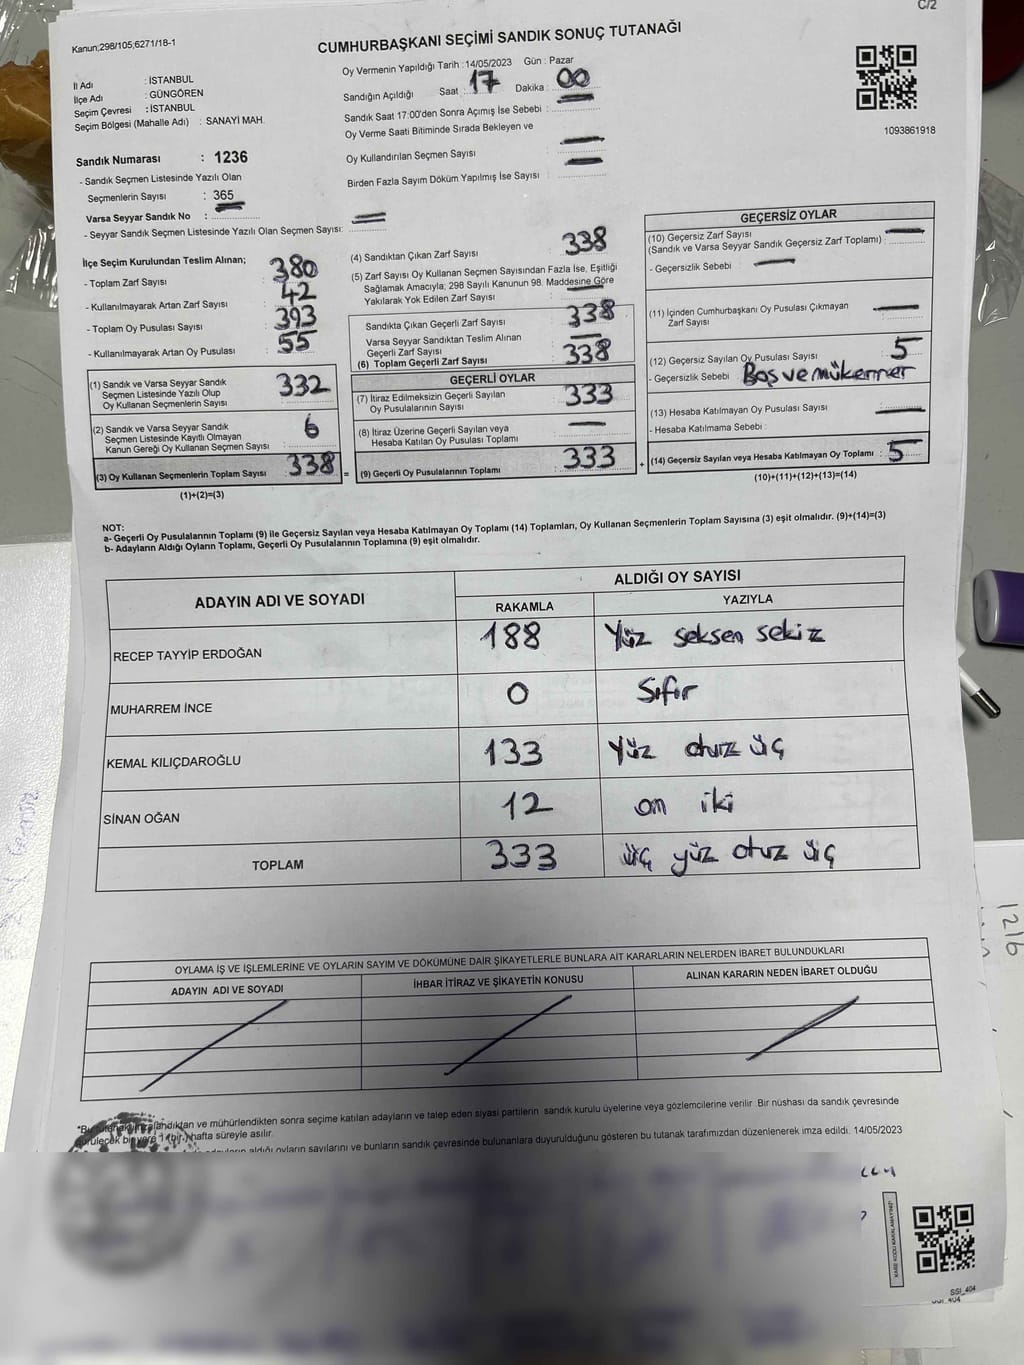 C/2
Kanun;298/105;6271/18-1
CUMHURBAŞKANI SEÇİMİ SANDIK SONUÇ TUTANAĞI
İl Adı : İSTANBUL
İlçe Adı : GÜNGÖREN
Seçim Çevresi : İSTANBUL
Seçim Bölgesi (Mahalle Adı) : SANAYİ MAH.
Oy Vermenin Yapıldığı Tarih :14/05/2023 Gün : Pazar
Sandığın Açıldığı Saat : 17 Dakika : 00
Sandık Saat 17:00'den Sonra Açımış İse Sebebi :
Oy Verme Saati Bitiminde Sırada Bekleyen ve
Oy Kullandırılan Seçmen Sayısı :
Birden Fazla Sayım Döküm Yapılmış İse Sayısı :
1093861918
Sandık Numarası : 1236
- Sandık Seçmen Listesinde Yazılı Olan
Seçmenlerin Sayısı : 365
Varsa Seyyar Sandık No :
- Seyyar Sandık Seçmen Listesinde Yazılı Olan Seçmen Sayısı:
İlçe Seçim Kurulundan Teslim Alınan;
- Toplam Zarf Sayısı : 380
- Kullanılmayarak Artan Zarf Sayısı : 42
- Toplam Oy Pusulası Sayısı : 393
- Kullanılmayarak Artan Oy Pusulası : 55
(1) Sandık ve Varsa Seyyar Sandık
Seçmen Listesinde Yazılı Olup
Oy Kullanan Seçmenlerin Sayısı : 332
(2) Sandık ve Varsa Seyyar Sandık
Seçmen Listesinde Kayıtlı Olmayan
Kanun Gereği Oy Kullanan Seçmen Sayısı : 6
(3) Oy Kullanan Seçmenlerin Toplam Sayısı : 338 =
(1)+(2)=(3)
(4) Sandıktan Çıkan Zarf Sayısı : 338
(5) Zarf Sayısı Oy Kullanan Seçmen Sayısından Fazla İse, Eşitliği
Sağlamak Amacıyla; 298 Sayılı Kanunun 98. Maddesine Göre
Yakılarak Yok Edilen Zarf Sayısı :
Sandıkta Çıkan Geçerli Zarf Sayısı : 338
Varsa Seyyar Sandıktan Teslim Alınan
Geçerli Zarf Sayısı
(6) Toplam Geçerli Zarf Sayısı : 338
GEÇERLİ OYLAR
(7) İtiraz Edilmeksizin Geçerli Sayılan
Oy Pusulalarının Sayısı : 333
(8) İtiraz Üzerine Geçerli Sayılan veya
Hesaba Katılan Oy Pusulası Toplamı :
(9) Geçerli Oy Pusulalarının Toplamı : 333 +
GEÇERSİZ OYLAR
(10) Geçersiz Zarf Sayısı
(Sandık ve Varsa Seyyar Sandık Geçersiz Zarf Toplamı) :
- Geçersizlik Sebebi :
(11) İçinden Cumhurbaşkanı Oy Pusulası Çıkmayan
Zarf Sayısı :
(12) Geçersiz Sayılan Oy Pusulası Sayısı : 5
- Geçersizlik Sebebi : Boş ve mükerrer
(13) Hesaba Katılmayan Oy Pusulası Sayısı :
- Hesaba Katılmama Sebebi :
(14) Geçersiz Sayılan veya Hesaba Katılmayan Oy Toplamı : 5
(10)+(11)+(12)+(13)=(14)
NOT:
a- Geçerli Oy Pusulalarının Toplamı (9) ile Geçersiz Sayılan veya Hesaba Katılmayan Oy Toplamı (14) Toplamları, Oy Kullanan Seçmenlerin Toplam Sayısına (3) eşit olmalıdır. (9)+(14)=(3)
b- Adayların Aldığı Oyların Toplamı, Geçerli Oy Pusulalarının Toplamına (9) eşit olmalıdır.
ADAYIN ADI VE SOYADI ALDIĞI OY SAYISI
RAKAMLA YAZIYLA
RECEP TAYYİP ERDOĞAN 188 Yüz seksen sekiz
MUHARREM İNCE 0 Sıfır
KEMAL KILIÇDAROĞLU 133 Yüz otuz üç
SİNAN OĞAN 12 on iki
TOPLAM 333 üç yüz otuz üç
OYLAMA İŞ VE İŞLEMLERİNE VE OYLARIN SAYIM VE DÖKÜMÜNE DAİR ŞİKAYETLERLE BUNLARA AİT KARARLARIN NELERDEN İBARET BULUNDUKLARI
ADAYIN ADI VE SOYADI İHBAR İTİRAZ VE ŞİKAYETİN KONUSU ALINAN KARARIN NEDEN İBARET OLDUĞU
mühürlendikten sonra seçime katılan adayların ve talep eden siyasi partilerin sandık kurulu üyelerine veya gözlemcilerine verilir. Bir nüshası da sandık çevresinde
hafta süreyle asılır.
aldığı oyların sayılarını ve bunların sandık çevresinde bulunanlara duyurulduğunu gösteren bu tutanak tarafımızdan düzenlenerek imza edildi. 14/05/2023
KARE KODU KARALAMAYINIZ!
SSI_404
1216